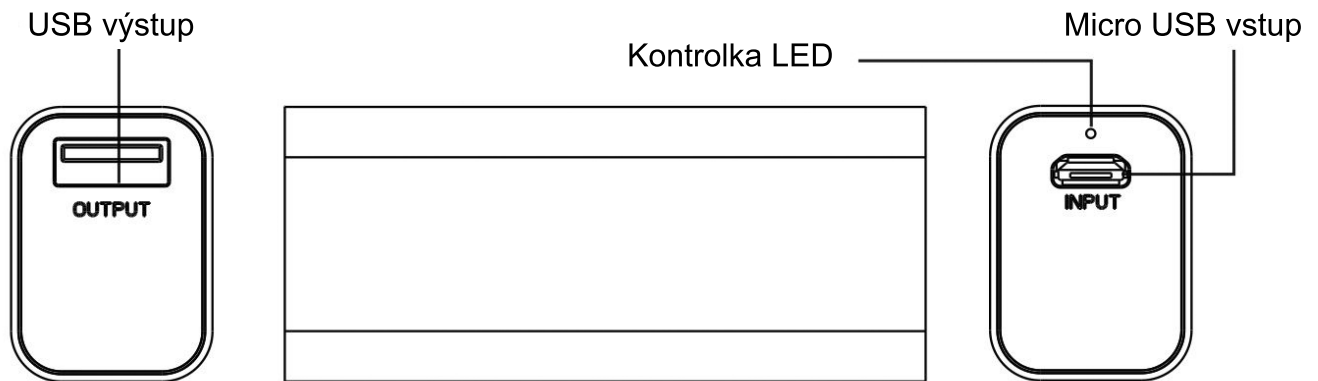 USB výstup
Micro USB vstup
Kontrolka LED
OUTPUT
INPUT